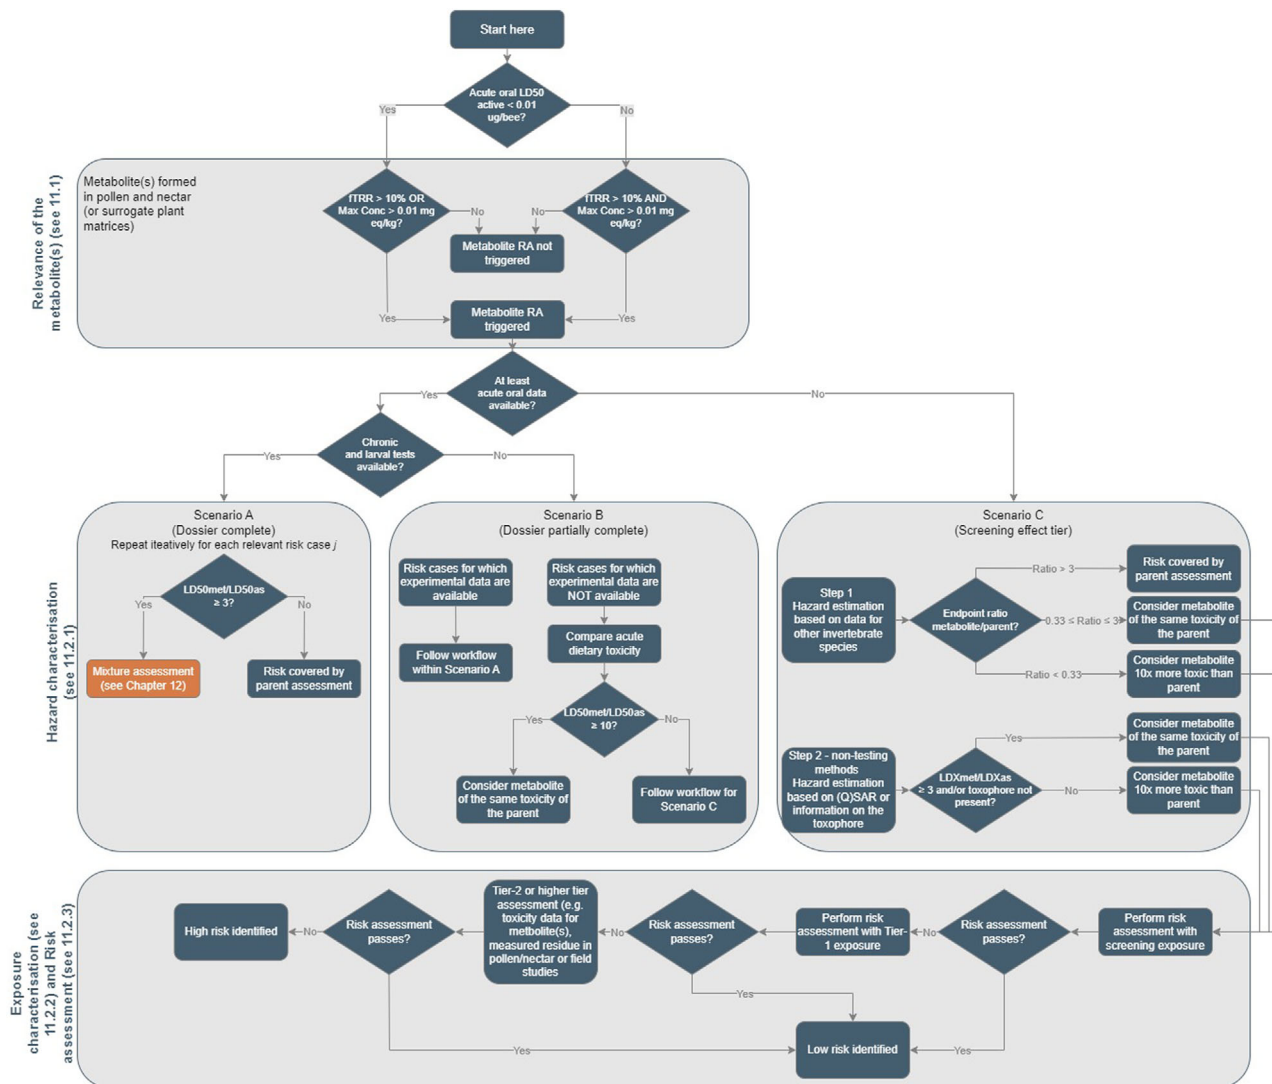 Start here
Acute oral LD50
active < 0.01
ug/bee?
Yes
No
Relevance of the
metabolite(s) (see 11.1)
Metabolite(s) formed
in pollen and nectar
(or surrogate plant
matrices)
fTRR > 10% OR
Max Conc > 0.01 mg
eq/kg?
No
No
fTRR > 10% AND
Max Conc > 0.01 mg
eq/kg?
Metabolite RA not
triggered
Yes
Metabolite RA
triggered
Yes
At least
acute oral data
available?
Yes
No
Chronic
and larval tests
available?
Yes
No
Hazard characterisation
(see 11.2.1)
Scenario A
(Dossier complete)
Repeat iteatively for each relevant risk case j
LD50met/LD50as
≥ 3?
Yes
No
Mixture assessment
(see Chapter 12)
Risk covered by
parent assessment
Scenario B
(Dossier partially complete)
Risk cases for which
experimental data are
available
Risk cases for which
experimental data are
NOT available
Follow workflow
within Scenario A
Compare acute
dietary toxicity
LD50met/LD50as
≥ 10?
Yes
No
Consider metabolite
of the same toxicity of
the parent
Follow workflow for
Scenario C
Scenario C
(Screening effect tier)
Step 1
Hazard estimation
based on data for
other invertebrate
species
Endpoint ratio
metabolite/parent?
Ratio > 3
Risk covered by
parent assessment
0.33 ≤ Ratio ≤ 3
Consider metabolite
of the same toxicity of
the parent
Ratio < 0.33
Consider metabolite
10x more toxic than
parent
Step 2 - non-testing
methods
Hazard estimation
based on (Q)SAR or
information on the
toxophore
LDXmet/LDXas
≥ 3 and/or toxophore not
present?
Yes
Consider metabolite
of the same toxicity of
the parent
No
Consider metabolite
10x more toxic than
parent
Exposure
characterisation (see
11.2.2) and Risk
assessment (see 11.2.3)
High risk identified
No
Risk assessment
passes?
Tier-2 or higher tier
assessment (e.g.
toxicity data for
metbolite(s),
measured residue in
pollen/nectar or field
studies
No
Risk assessment
passes?
Perform risk
assessment with Tier-
1 exposure
No
Risk assessment
passes?
Perform risk
assessment with
screening exposure
Yes
Yes
Low risk identified
Yes